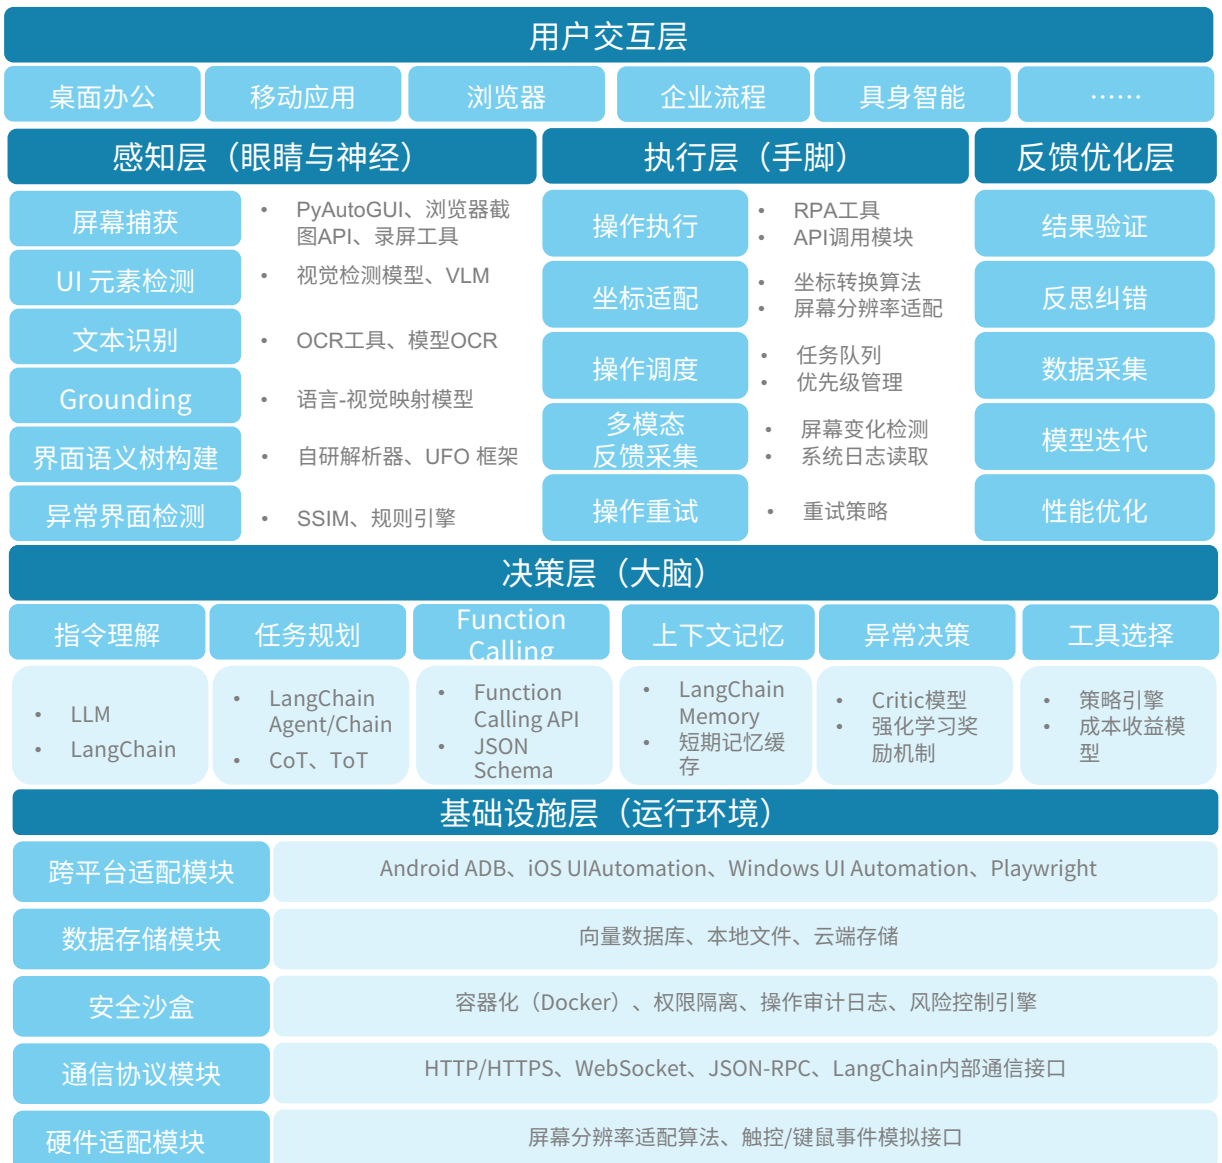 用户交互层
桌面办公
移动应用
浏览器
企业流程
具身智能
……
感知层（眼睛与神经）
屏幕捕获
• PyAutoGUI、浏览器截
图API、录屏工具
UI 元素检测
• 视觉检测模型、VLM
文本识别
• OCR工具、模型OCR
Grounding
• 语言-视觉映射模型
界面语义树构建
• 自研解析器、UFO 框架
异常界面检测
• SSIM、规则引擎
执行层（手脚）
操作执行
• RPA工具
• API调用模块
坐标适配
• 坐标转换算法
• 屏幕分辨率适配
操作调度
• 任务队列
• 优先级管理
多模态
反馈采集
• 屏幕变化检测
• 系统日志读取
操作重试
• 重试策略
反馈优化层
结果验证
反思纠错
数据采集
模型迭代
性能优化
决策层（大脑）
指令理解
• LLM
• LangChain
任务规划
• LangChain
Agent/Chain
• CoT、ToT
Function
Calling
• Function
Calling API
• JSON
Schema
上下文记忆
• LangChain
Memory
• 短期记忆缓
存
异常决策
• Critic模型
• 强化学习奖
励机制
工具选择
• 策略引擎
• 成本收益模
型
基础设施层（运行环境）
跨平台适配模块
Android ADB、iOS UIAutomation、Windows UI Automation、Playwright
数据存储模块
向量数据库、本地文件、云端存储
安全沙盒
容器化（Docker）、权限隔离、操作审计日志、风险控制引擎
通信协议模块
HTTP/HTTPS、WebSocket、JSON-RPC、LangChain内部通信接口
硬件适配模块
屏幕分辨率适配算法、触控/键鼠事件模拟接口